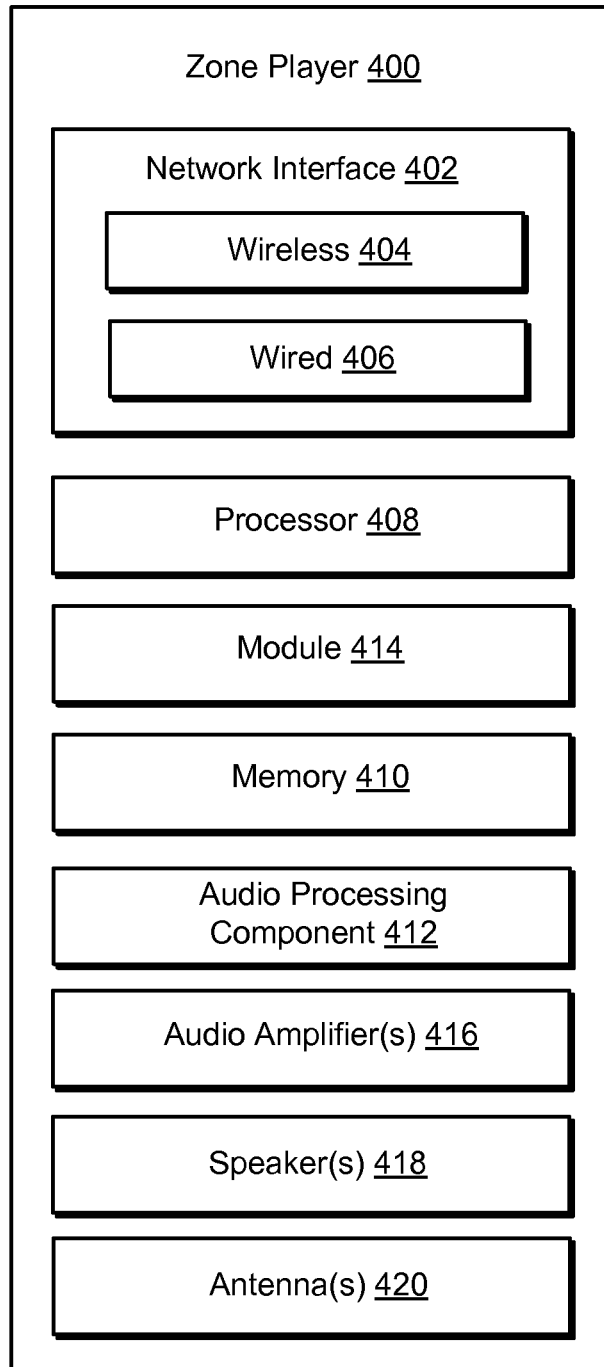 Zone Player 400
Network Interface 402
Wireless 404
Wired 406
Processor 408
Module 414
Memory 410
Audio Processing
Component 412
Audio Amplifier(s) 416
Speaker(s) 418
Antenna(s) 420